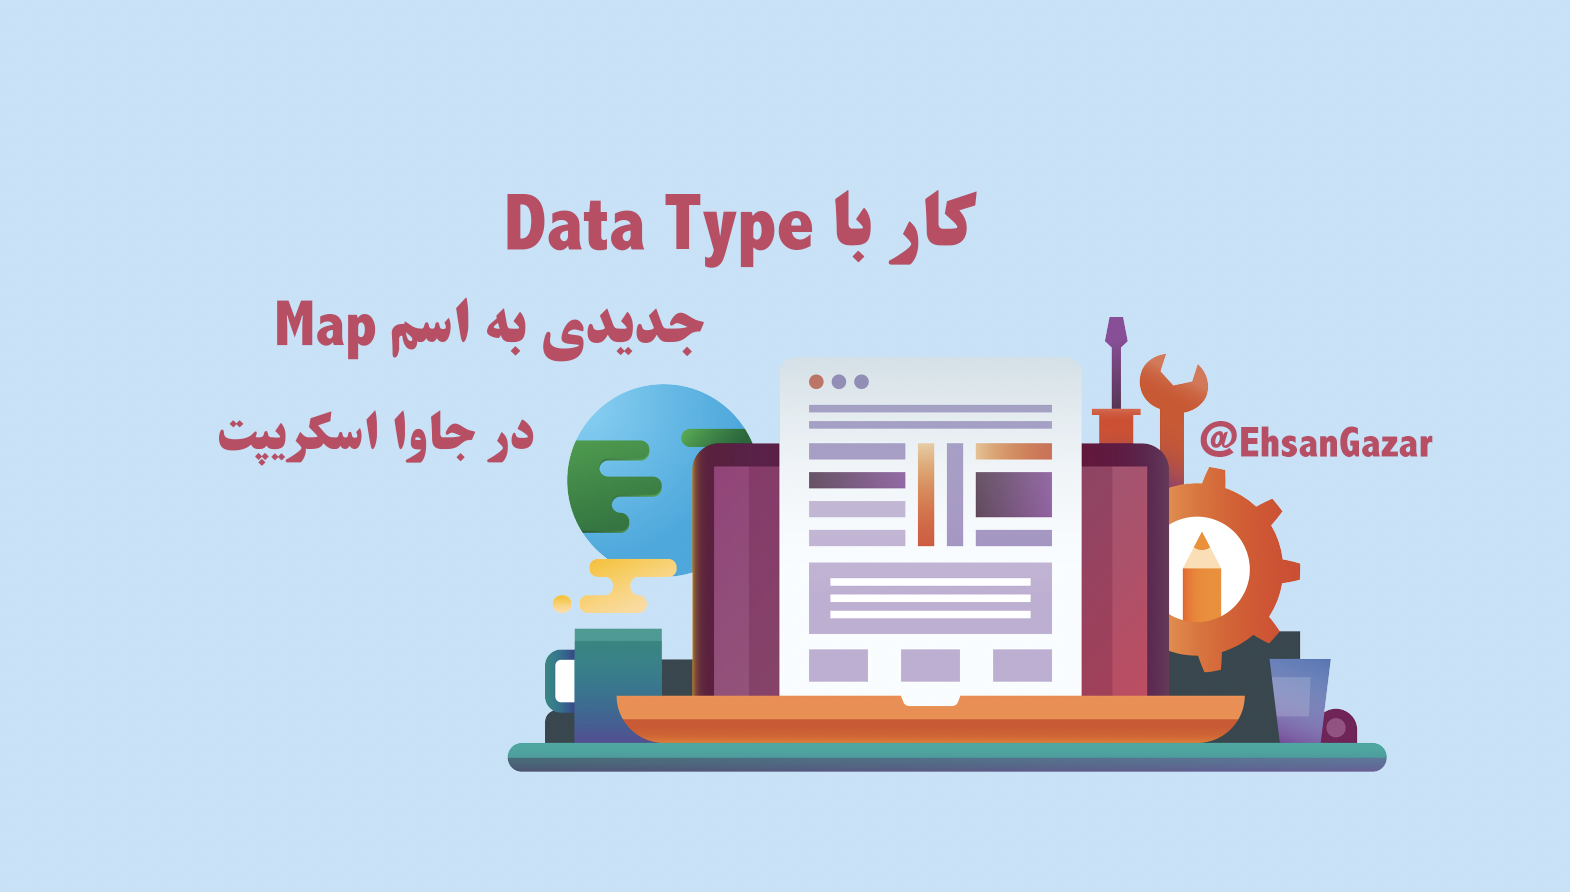 کار با Data Type
جدیدی به اسم Map
در جاوا اسکریپت
@EhsanGazar